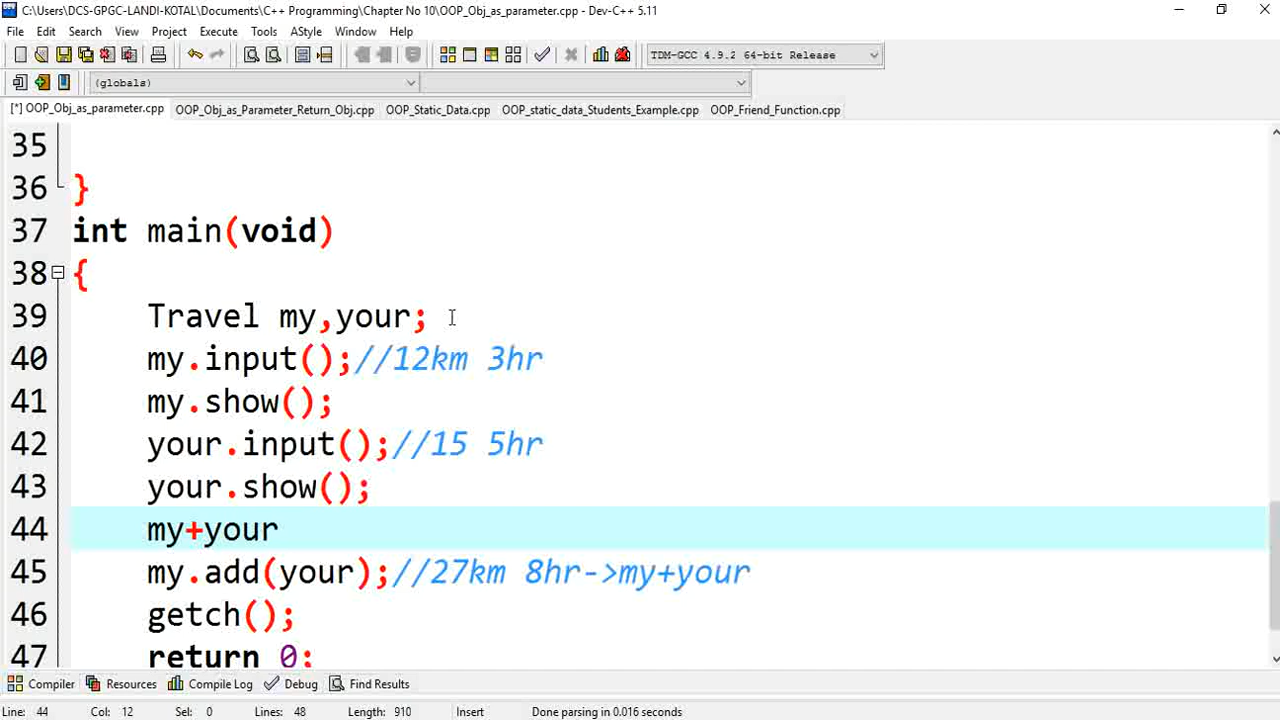 C:\Users\DCS-GPGC-LANDI-KOTAL\Documents\C++ Programming\Chapter No 10\OOP_Obj_as_parameter.cpp - Dev-C++ 5.11
File Edit Search View Project Execute Tools AStyle Window Help
TDM-GCC 4.9.2 64-bit Release
(globals)
[*] OOP_Obj_as_parameter.cpp OOP_Obj_as_Parameter_Return_Obj.cpp OOP_Static_Data.cpp OOP_static_data_Students_Example.cpp OOP_Friend_Function.cpp
35
36 }
37 int main(void)
38 {
39 Travel my,your;
40 my.input();//12km 3hr
41 my.show();
42 your.input();//15 5hr
43 your.show();
44 my+your
45 my.add(your);//27km 8hr->my+your
46 getch();
47 return 0;
Compiler Resources Compile Log Debug Find Results
Line: 44 Col: 12 Sel: 0 Lines: 48 Length: 910 Insert Done parsing in 0.016 seconds